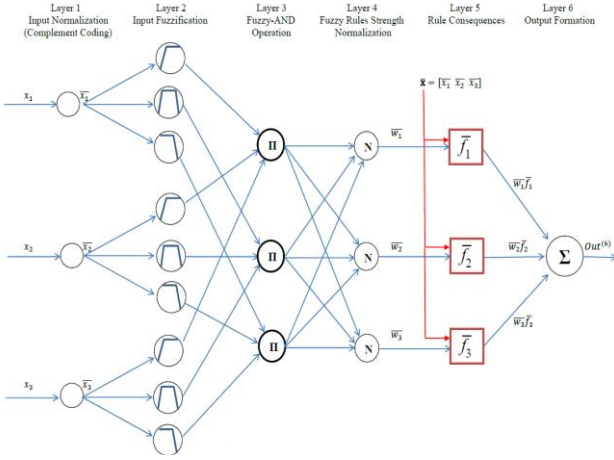 Layer 1 Layer 2 Layer 3 Layer 4 Layer 5 Layer 6
Input Normalization Input Fuzzification Fuzzy-AND Fuzzy Rules Strength Rule Consequences Output Formation
(Complement Coding) Operation Normalization
x̄ = [x̄₁ x̄₂ x̄₃]
x₁ x̄₁
Π N w̄₁ f̄₁
w̄₁f̄₁
x₂ x̄₂
Π N w̄₂ f̄₂ w̄₂f̄₂ Σ Out⁽⁶⁾
w̄₃f̄₃
Π N w̄₃ f̄₃
x₃ x̄₃